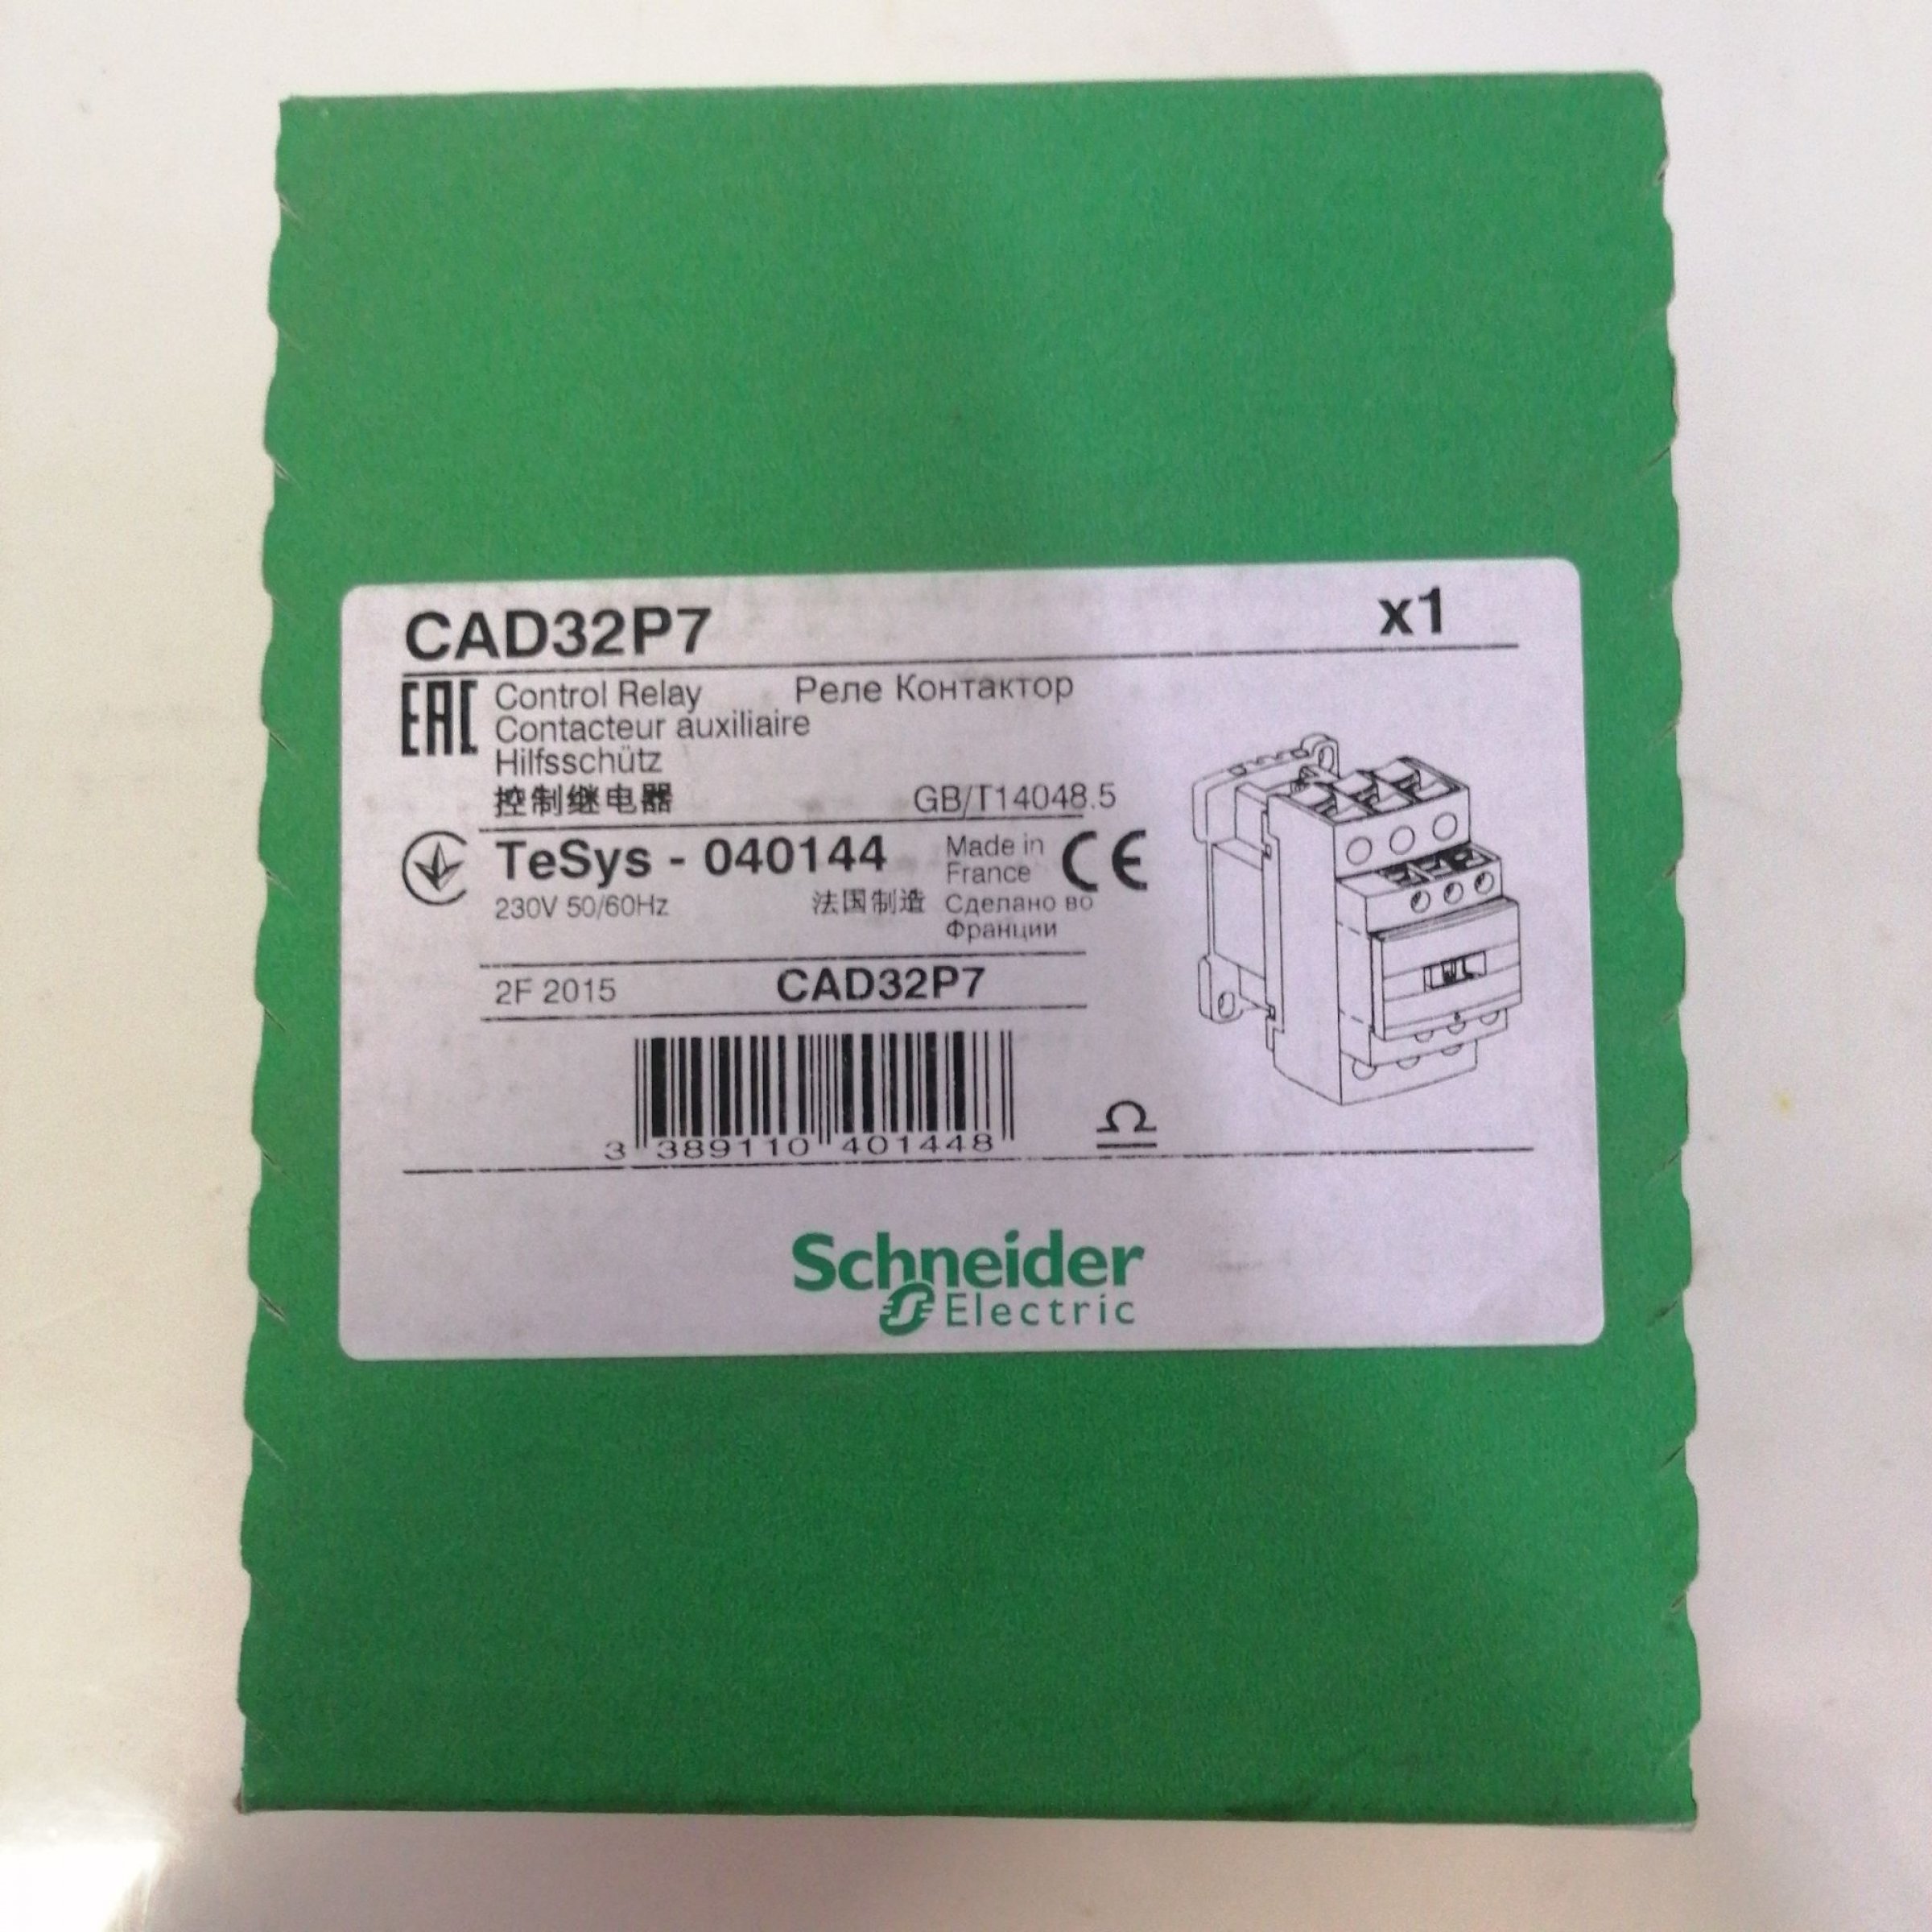 CAD32P7 x1
EAC Control Relay Реле Контактор
Contacteur auxiliaire
Hilfsschütz
控制继电器 GB/T14048.5
TeSys - 040144 Made in
France CE
230V 50/60Hz 法国制造 Сделано во
Франции
2F 2015 CAD32P7
3 389110 401448
Schneider
Electric